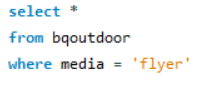 select *
from bqoutdoor
where media = 'flyer'